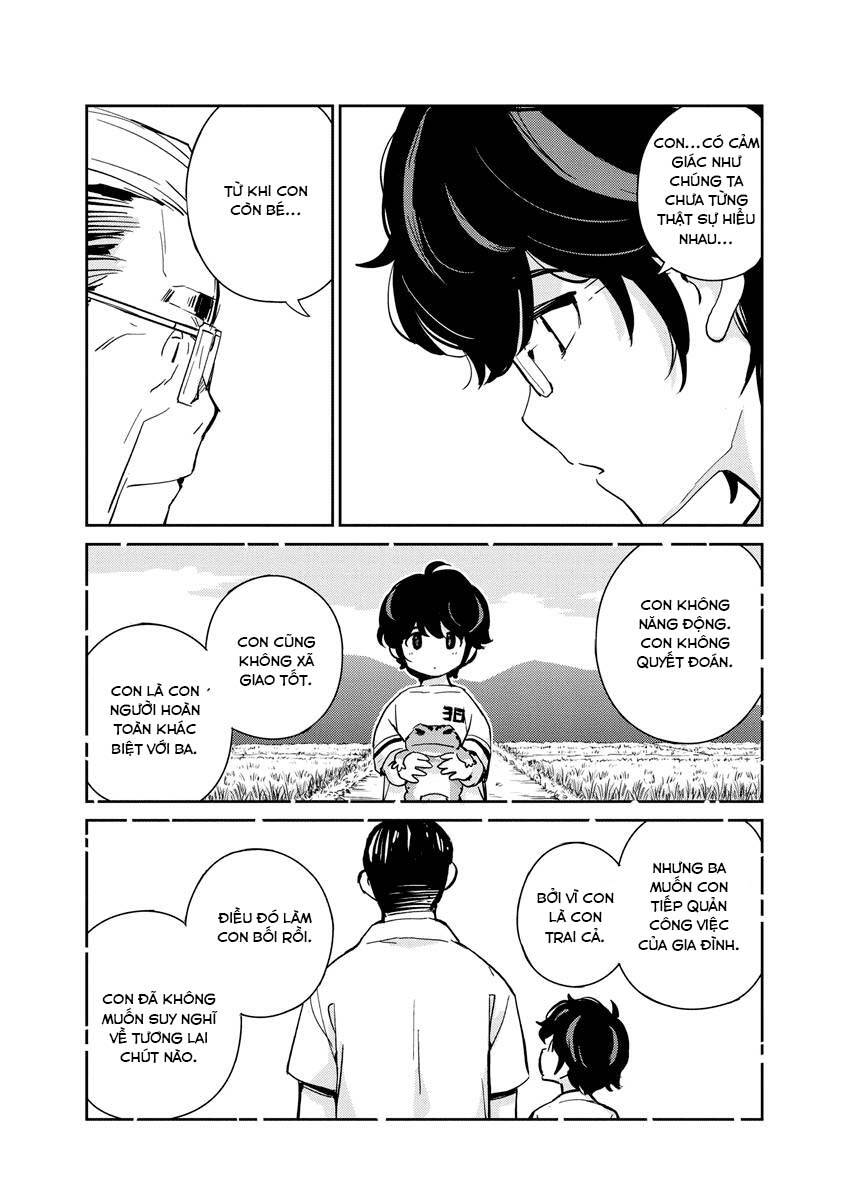 CON...CÓ CẢM
GIÁC NHƯ
CHÚNG TA
CHƯA TỪNG
THẬT SỰ HIỂU
NHAU...
TỪ KHI CON
CÒN BÉ...
CON KHÔNG
NĂNG ĐỘNG.
CON KHÔNG
QUYẾT ĐOÁN.
CON CŨNG
KHÔNG XÃ
GIAO TỐT.
CON LÀ CON
NGƯỜI HOÀN
TOÀN KHÁC
BIỆT VỚI BA.
36
NHƯNG BA
MUỐN CON
TIẾP QUẢN
CÔNG VIỆC
CỦA GIA ĐÌNH.
BỞI VÌ CON
LÀ CON
TRAI CẢ.
ĐIỀU ĐÓ LÀM
CON BỐI RỒI.
CON ĐÃ KHÔNG
MUỐN SUY NGHĨ
VỀ TƯƠNG LAI
CHÚT NÀO.